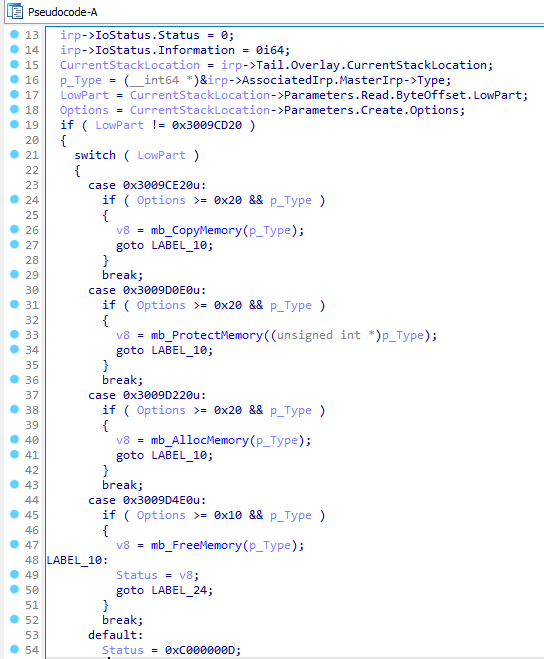 Pseudocode-A
13 irp->IoStatus.Status = 0;
14 irp->IoStatus.Information = 0i64;
15 CurrentStackLocation = irp->Tail.Overlay.CurrentStackLocation;
16 p_Type = (__int64 *)&irp->AssociatedIrp.MasterIrp->Type;
17 LowPart = CurrentStackLocation->Parameters.Read.ByteOffset.LowPart;
18 Options = CurrentStackLocation->Parameters.Create.Options;
19 if ( LowPart != 0x3009CD20 )
20 {
21 switch ( LowPart )
22 {
23 case 0x3009CE20u:
24 if ( Options >= 0x20 && p_Type )
25 {
26 v8 = mb_CopyMemory(p_Type);
27 goto LABEL_10;
28 }
29 break;
30 case 0x3009D0E0u:
31 if ( Options >= 0x20 && p_Type )
32 {
33 v8 = mb_ProtectMemory((unsigned int *)p_Type);
34 goto LABEL_10;
35 }
36 break;
37 case 0x3009D220u:
38 if ( Options >= 0x20 && p_Type )
39 {
40 v8 = mb_AllocMemory(p_Type);
41 goto LABEL_10;
42 }
43 break;
44 case 0x3009D4E0u:
45 if ( Options >= 0x10 && p_Type )
46 {
47 v8 = mb_FreeMemory(p_Type);
48 LABEL_10:
49 Status = v8;
50 goto LABEL_24;
51 }
52 break;
53 default:
54 Status = 0xC000000D;